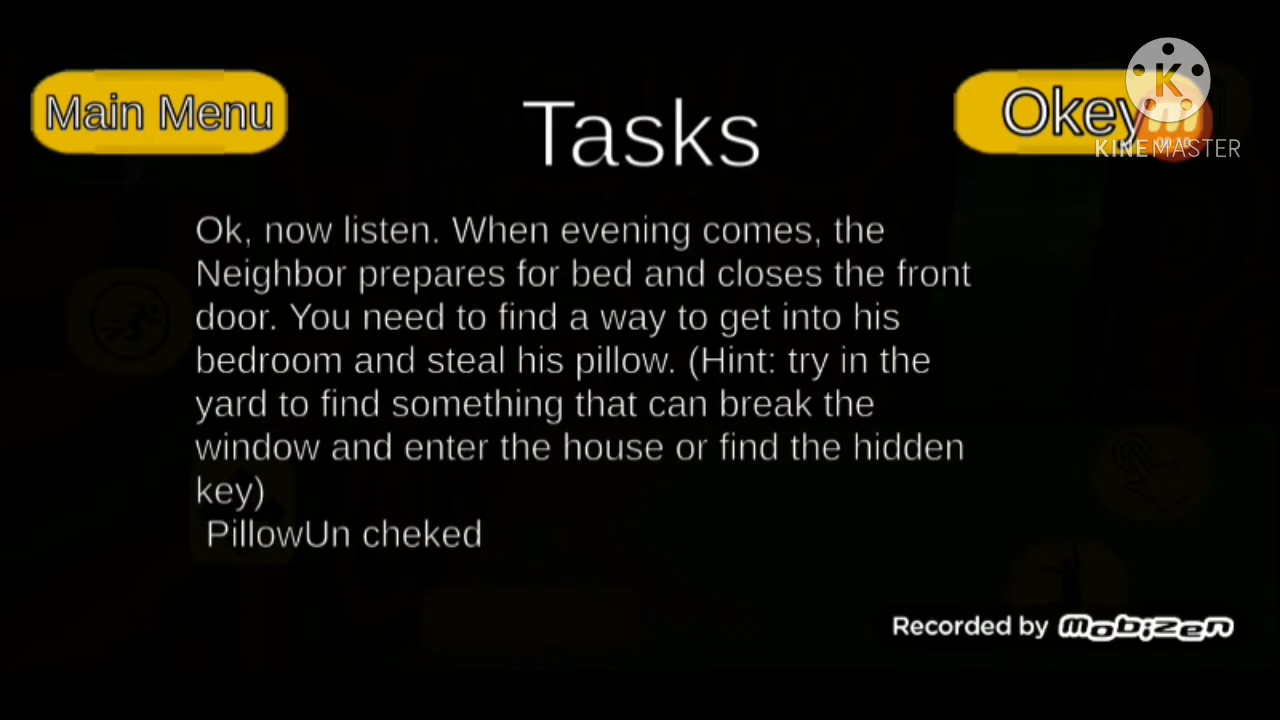 Main Menu
Okey
KINEMASTER
Tasks
Ok, now listen. When evening comes, the
Neighbor prepares for bed and closes the front
door. You need to find a way to get into his
bedroom and steal his pillow. (Hint: try in the
yard to find something that can break the
window and enter the house or find the hidden
key)
PillowUn cheked
Recorded by mobizen